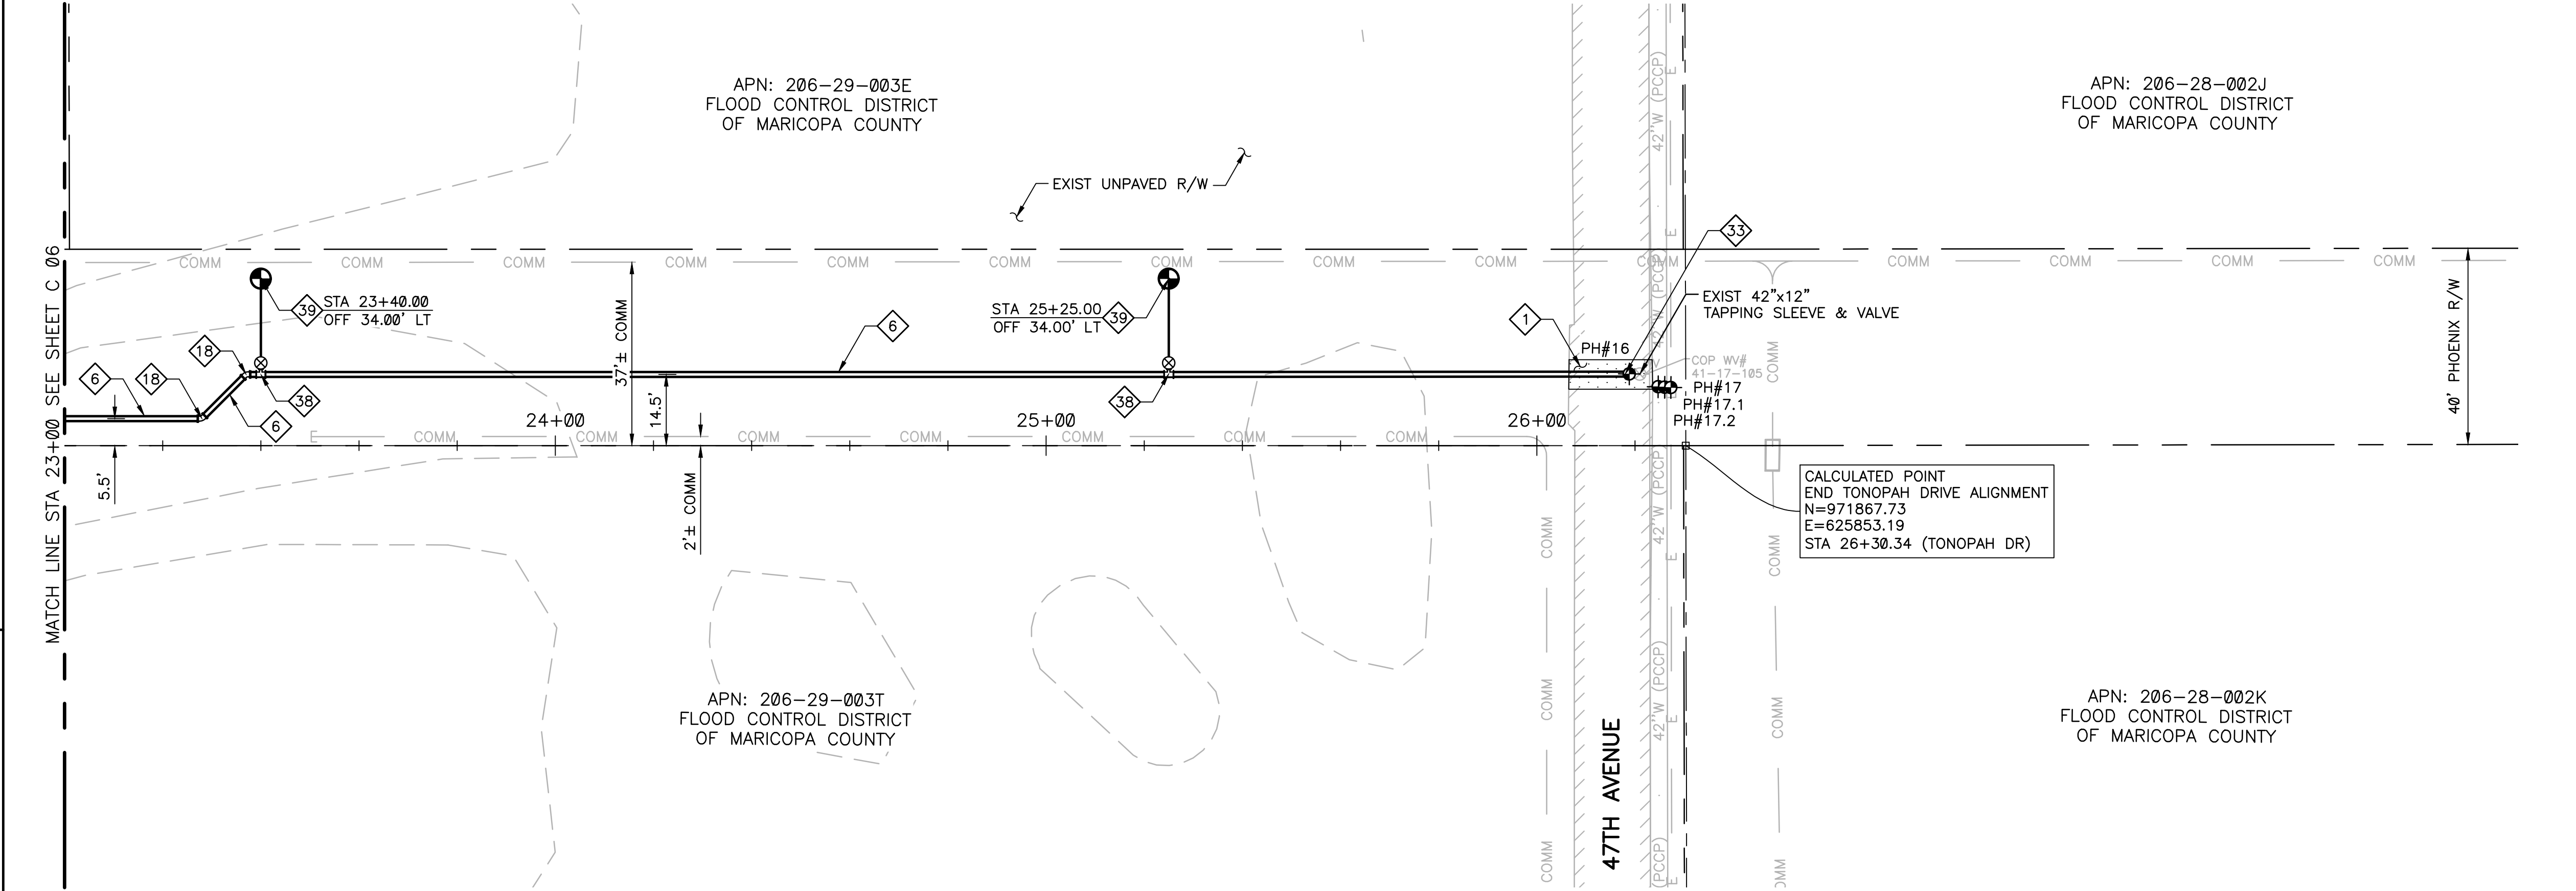 APN: 206-29-003E
FLOOD CONTROL DISTRICT
OF MARICOPA COUNTY
APN: 206-28-002J
FLOOD CONTROL DISTRICT
OF MARICOPA COUNTY
EXIST UNPAVED R/W
42"W (PCCP)
E
33
COMM COMM COMM COMM COMM COMM COMM COMM COMM COMM COMM COMM COMM COMM
E
42"W (PCCP)
39
STA 23+40.00
OFF 34.00' LT
37'± COMM
6
STA 25+25.00
OFF 34.00' LT
39
1
EXIST 42"x12"
TAPPING SLEEVE & VALVE
40' PHOENIX R/W
MATCH LINE STA 23+00 SEE SHEET C 06
18
6
18
38
6
14.5'
38
PH#16
COP WV#
41-17-105
COMM
PH#17
PH#17.1
PH#17.2
24+00
25+00
26+00
E COMM COMM COMM COMM COMM COMM COMM
5.5'
2'± COMM
CALCULATED POINT
END TONOPAH DRIVE ALIGNMENT
N=971867.73
E=625853.19
STA 26+30.34 (TONOPAH DR)
COMM
42"W (PCCP)
E
COMM
APN: 206-29-003T
FLOOD CONTROL DISTRICT
OF MARICOPA COUNTY
COMM
42"W (PCCP)
E
COMM
APN: 206-28-002K
FLOOD CONTROL DISTRICT
OF MARICOPA COUNTY
47TH AVENUE
COMM
(PCCP)
E